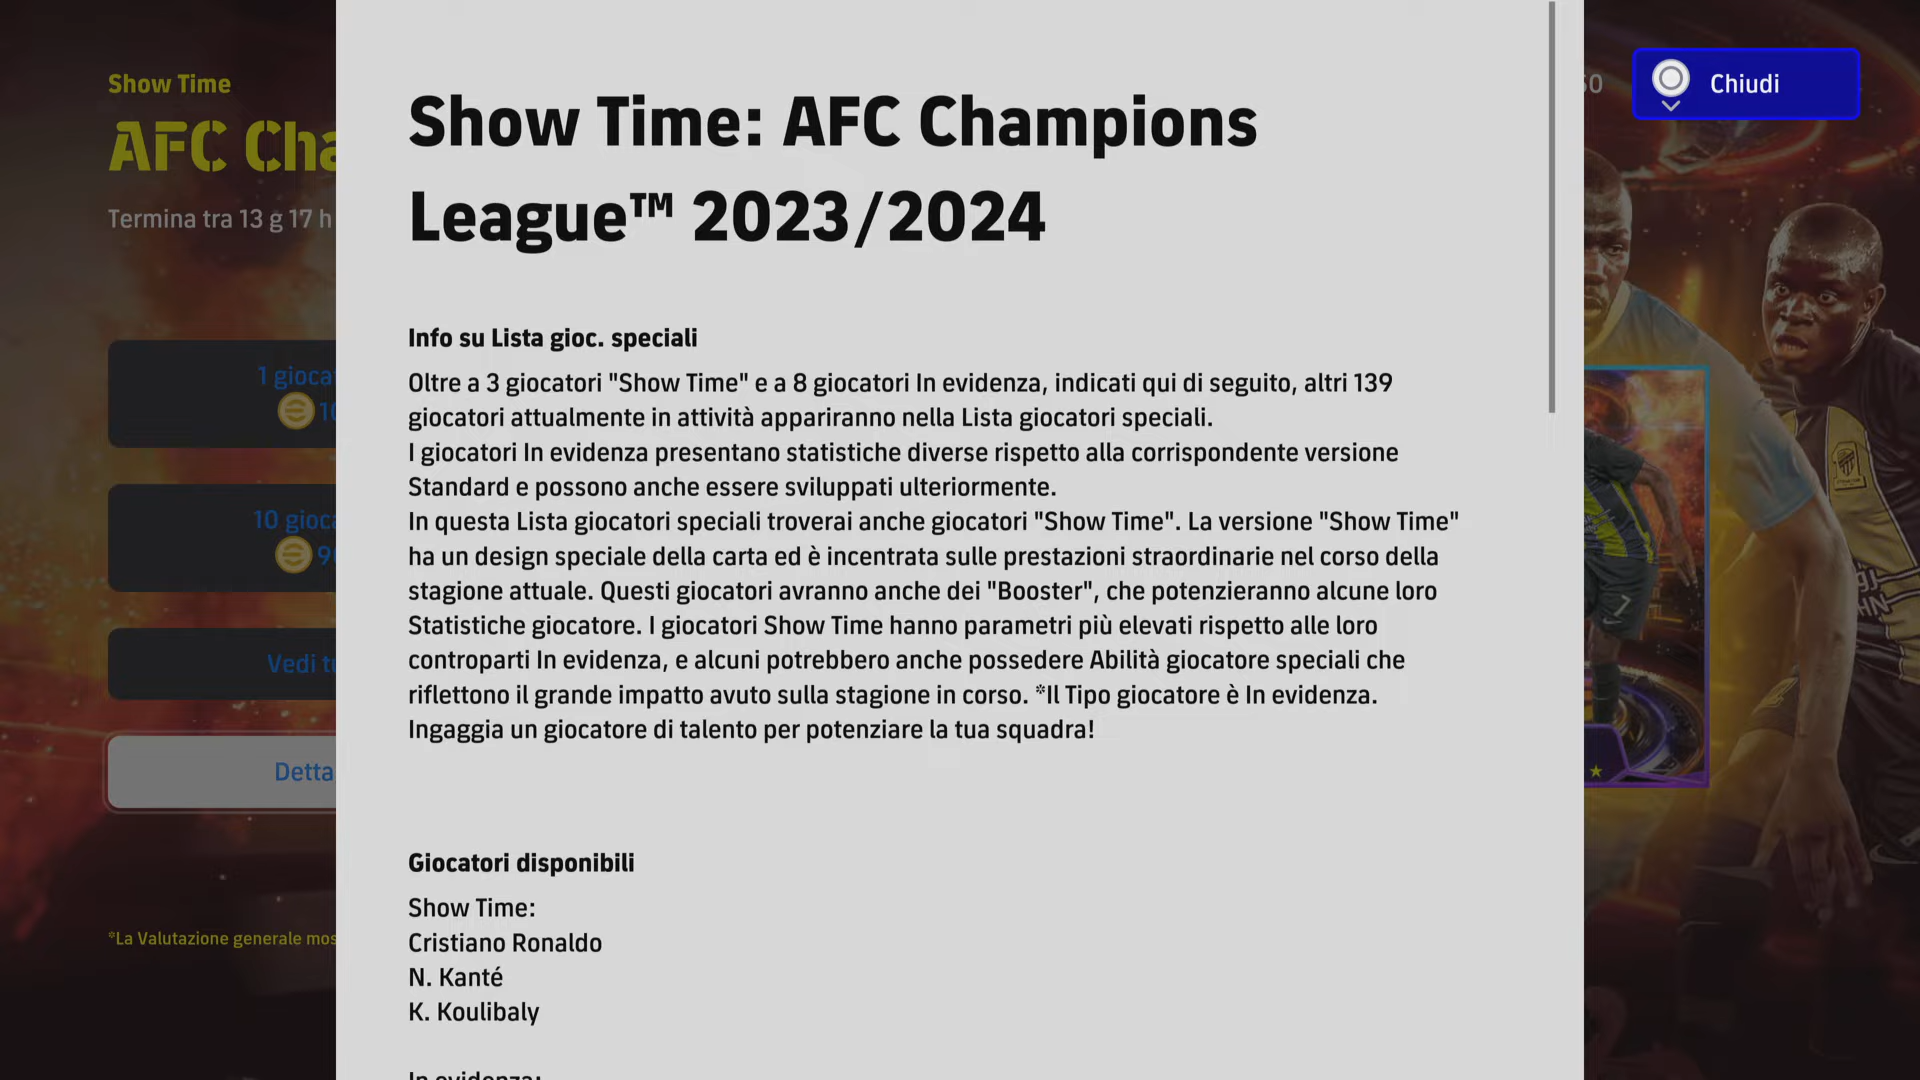 Show Time
AFC Cha
Termina tra 13 g 17 h
1 gioca
10 gioca
Vedi tu
Detta
*La Valutazione generale mos
Show Time: AFC Champions
League™ 2023/2024
Info su Lista gioc. speciali
Oltre a 3 giocatori "Show Time" e a 8 giocatori In evidenza, indicati qui di seguito, altri 139
giocatori attualmente in attività appariranno nella Lista giocatori speciali.
I giocatori In evidenza presentano statistiche diverse rispetto alla corrispondente versione
Standard e possono anche essere sviluppati ulteriormente.
In questa Lista giocatori speciali troverai anche giocatori "Show Time". La versione "Show Time"
ha un design speciale della carta ed è incentrata sulle prestazioni straordinarie nel corso della
stagione attuale. Questi giocatori avranno anche dei "Booster", che potenzieranno alcune loro
Statistiche giocatore. I giocatori Show Time hanno parametri più elevati rispetto alle loro
controparti In evidenza, e alcuni potrebbero anche possedere Abilità giocatore speciali che
riflettono il grande impatto avuto sulla stagione in corso. *Il Tipo giocatore è In evidenza.
Ingaggia un giocatore di talento per potenziare la tua squadra!
Giocatori disponibili
Show Time:
Cristiano Ronaldo
N. Kanté
K. Koulibaly
In evidenza:
Chiudi